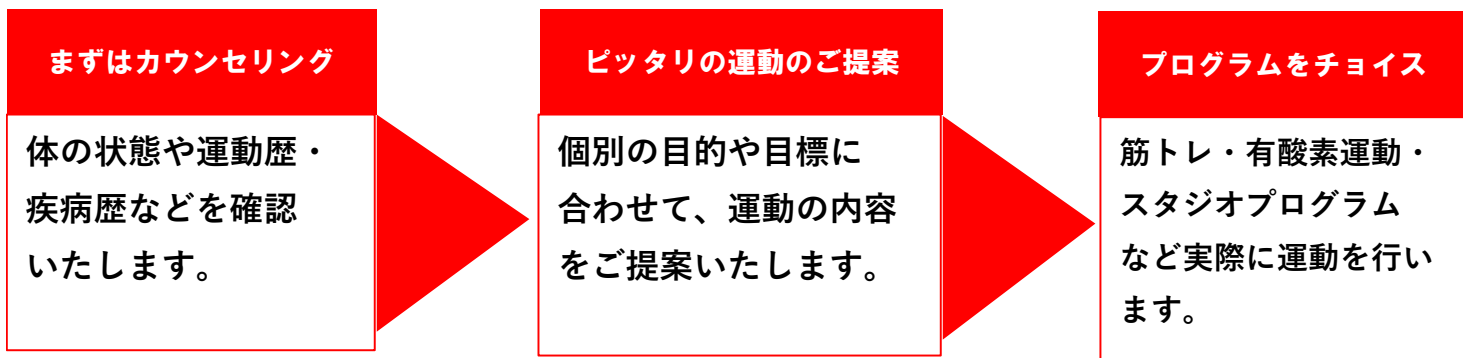 まずはカウンセリング
体の状態や運動歴・
疾病歴などを確認
いたします。
ピッタリの運動のご提案
個別の目的や目標に
合わせて、運動の内容
をご提案いたします。
プログラムをチョイス
筋トレ・有酸素運動・
スタジオプログラム
など実際に運動を行い
ます。